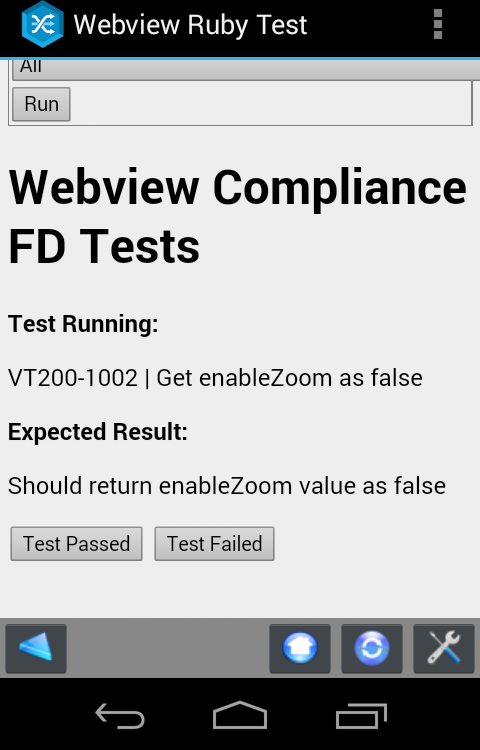 Webview Ruby Test
All
Run
Webview Compliance
FD Tests
Test Running:
VT200-1002 | Get enableZoom as false
Expected Result:
Should return enableZoom value as false
Test Passed Test Failed